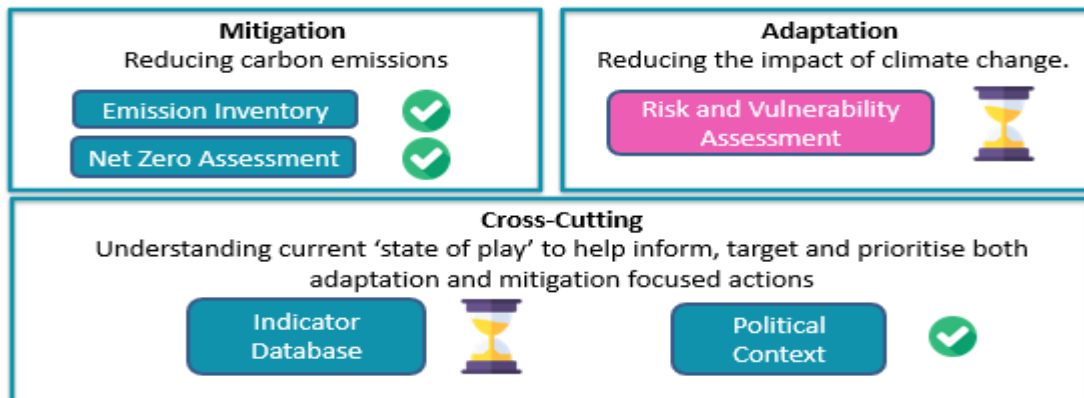 Mitigation
Reducing carbon emissions
Emission Inventory
Net Zero Assessment
Adaptation
Reducing the impact of climate change.
Risk and Vulnerability
Assessment
Cross-Cutting
Understanding current ‘state of play’ to help inform, target and prioritise both
adaptation and mitigation focused actions
Indicator
Database
Political
Context